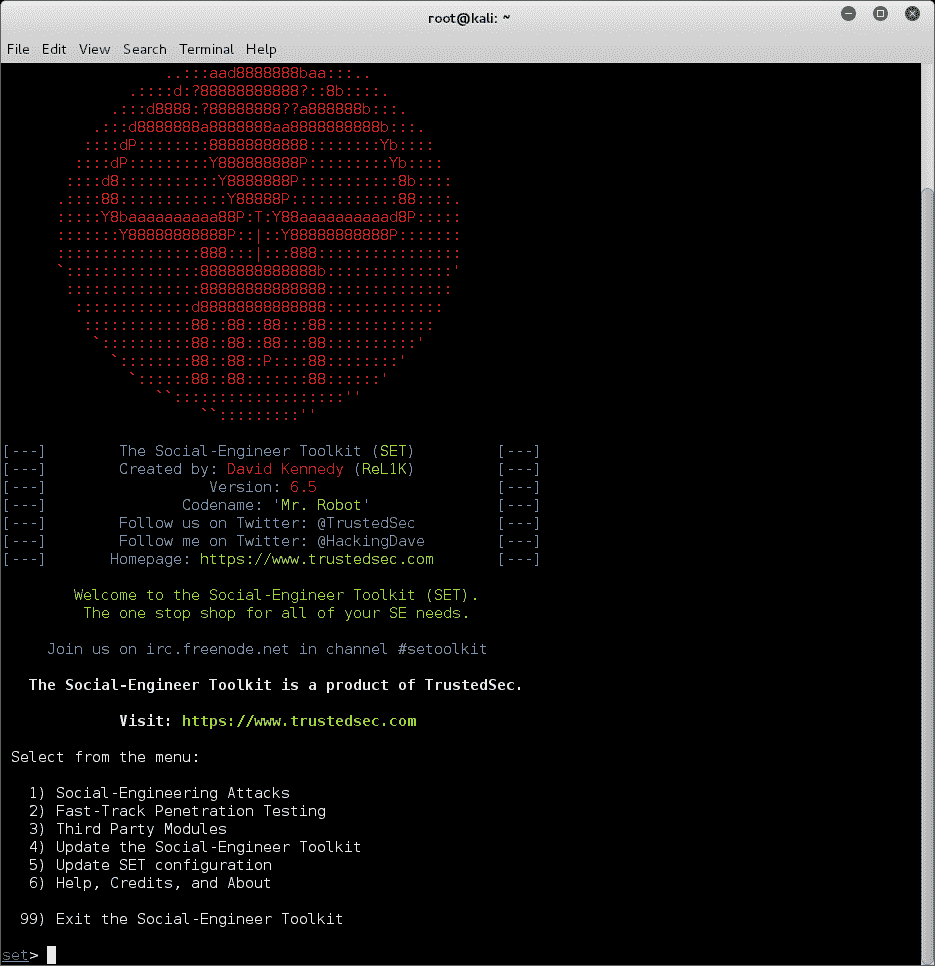 root@kali: ~
File Edit View Search Terminal Help
..:::aad8888888baa:::..
.::::d:?88888888888?::8b::::.
.:::d8888:?88888888??a888888b:::.
.:::d8888888a8888888aa8888888888b:::.
::::dP::::::::88888888888::::::::Yb::::
::::dP:::::::::Y888888888P:::::::::Yb::::
::::d8:::::::::::Y8888888P:::::::::::8b::::
.::::88::::::::::::Y88888P::::::::::::88::::.
:::::Y8baaaaaaaaaa88P:T:Y88aaaaaaaaaad8P:::::
:::::::Y88888888888P::|::Y88888888888P:::::::
::::::::::::::::888:::|:::888::::::::::::::::
`:::::::::::::::8888888888888b::::::::::::::'
:::::::::::::::88888888888888::::::::::::::
:::::::::::::d88888888888888:::::::::::::
::::::::::::88::88::88:::88::::::::::::
`::::::::::88::88::88:::88::::::::::'
`::::::::88::88::P::::88::::::::'
`::::::88::88:::::::88::::::'
``:::::::::::::::::::''
``:::::::::''
[---] The Social-Engineer Toolkit (SET) [---]
[---] Created by: David Kennedy (ReL1K) [---]
[---] Version: 6.5 [---]
[---] Codename: 'Mr. Robot' [---]
[---] Follow us on Twitter: @TrustedSec [---]
[---] Follow me on Twitter: @HackingDave [---]
[---] Homepage: https://www.trustedsec.com [---]
Welcome to the Social-Engineer Toolkit (SET).
The one stop shop for all of your SE needs.
Join us on irc.freenode.net in channel #setoolkit
The Social-Engineer Toolkit is a product of TrustedSec.
Visit: https://www.trustedsec.com
Select from the menu:
1) Social-Engineering Attacks
2) Fast-Track Penetration Testing
3) Third Party Modules
4) Update the Social-Engineer Toolkit
5) Update SET configuration
6) Help, Credits, and About
99) Exit the Social-Engineer Toolkit
set>